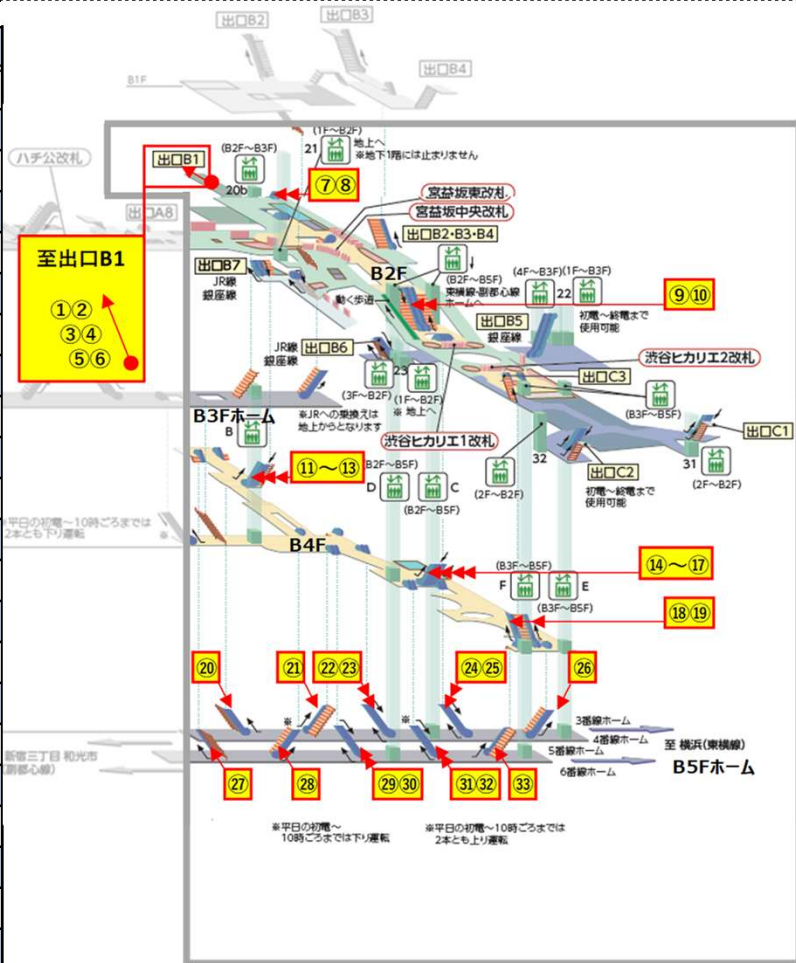 出口B2
出口B3
出口B4
B1F
ハチ公改札
出口A8
出口B1
(B2F～B3F)
20b
(1F～B2F)
21
地上へ
※地下1階には止まりません
⑦⑧
宮益坂東改札
宮益坂中央改札
出口B2・B3・B4
至出口B1
①②
③④
⑤⑥
出口B7
JR線
銀座線
B2F
動く歩道
(B2F～B5F)
東横線・副都心線
ホームへ
(4F～B3F)
(1F～B3F)
22
初電～終電まで
使用可能
⑨⑩
出口B5
銀座線
JR線
銀座線
出口B6
(3F～B2F)
23
(1F～B2F)
※ 地上へ
渋谷ヒカリエ2改札
出口C3
(B3F～B5F)
B3Fホーム
B
※JRへの乗換えは
地上からとなります
渋谷ヒカリエ1改札
32
(2F～B2F)
出口C2
初電～終電まで
使用可能
出口C1
31
(2F～B2F)
⑪～⑬
(B2F～B5F)
D
C
(B2F～B5F)
※平日の初電～10時ごろまでは
2本とも下り運転
※
B4F
(B3F～B5F)
F
E
(B3F～B5F)
⑭～⑰
⑱⑲
⑳
㉑
㉒㉓
㉔㉕
㉖
※
※
3番線ホーム
4番線ホーム
5番線ホーム
6番線ホーム
至 横浜(東横線)
B5Fホーム
新宿三丁目 和光市
副都心線)
㉗
㉘
㉙㉚
㉛㉜
㉝
※平日の初電～
10時ごろまでは下り運転
※平日の初電～10時ごろまでは
2本とも上り運転